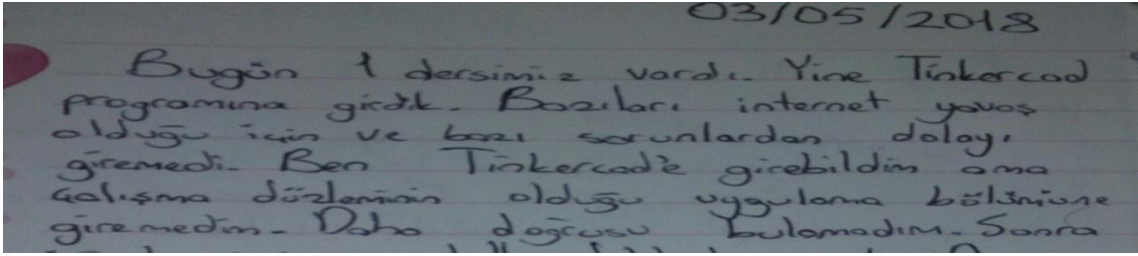 03/05/2018
Bugün 1 dersimiz vardı. Yine Tinkercad
programına girdik. Bazıları internet yavaş
olduğu için ve bazı sorunlardan dolayı
giremedi. Ben Tinkercad'e girebildim ama
çalışma düzleminin olduğu uygulama bölümüne
giremedim. Daha doğrusu bulamadım. Sonra